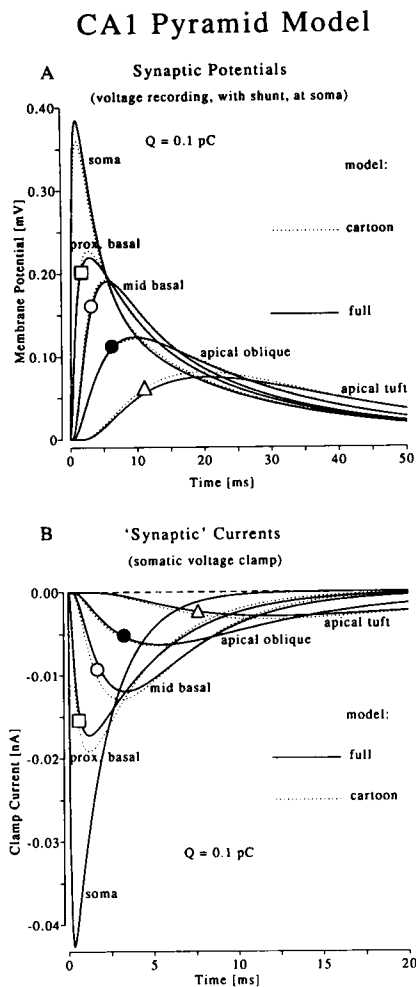 CA1 Pyramid Model
A
Synaptic Potentials
(voltage recording, with shunt, at soma)
0.40
0.30
0.20
0.10
0
Membrane Potential [mV]
Q = 0.1 pC
soma
prox. basal
mid basal
apical oblique
apical tuft
model:
cartoon
full
0
10
20
30
40
50
Time [ms]
B
'Synaptic' Currents
(somatic voltage clamp)
0.00
-0.01
-0.02
-0.03
-0.04
Clamp Current [nA]
apical tuft
apical oblique
mid basal
prox. basal
soma
model:
full
cartoon
Q = 0.1 pC
0
5
10
15
20
Time [ms]